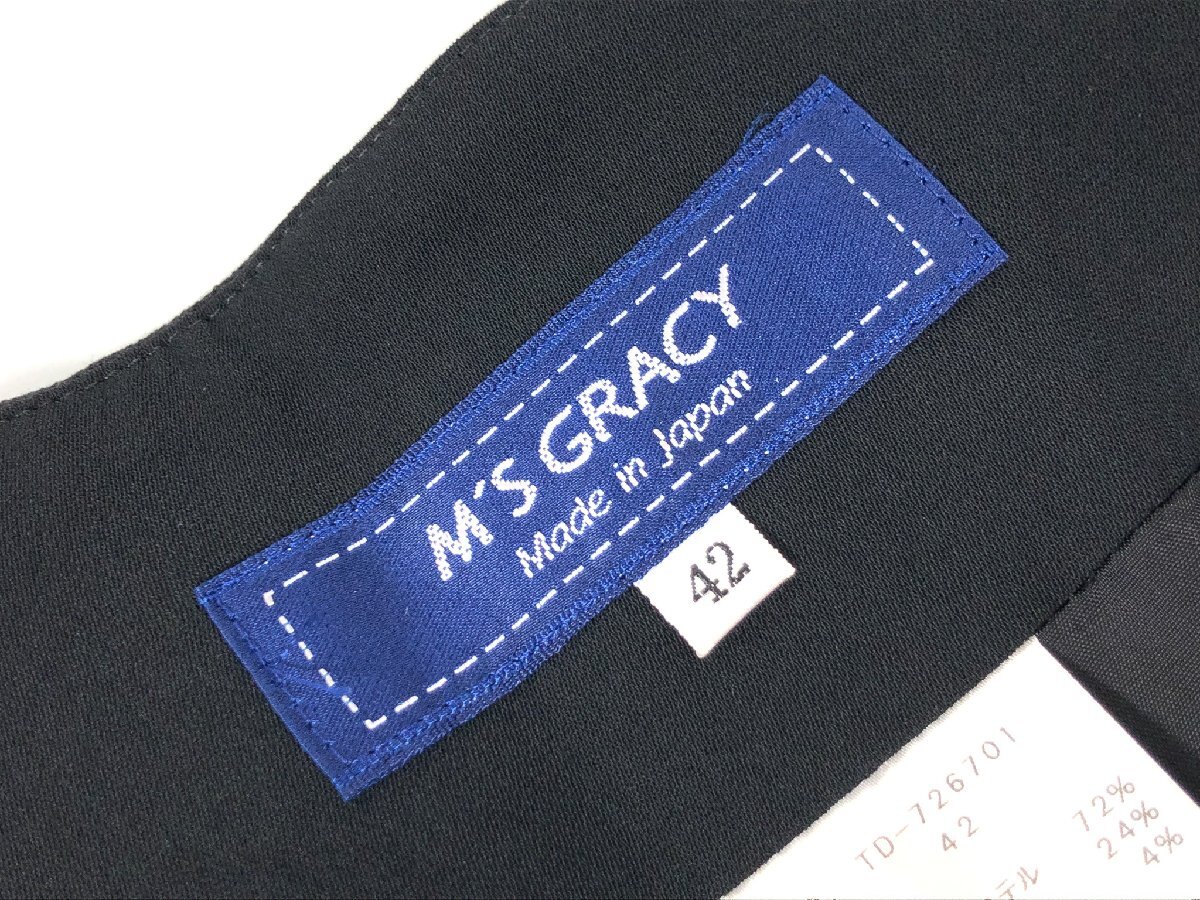 M'S GRACY
Made in Japan
42
TD-726701
42
72%
24%
テル 4%